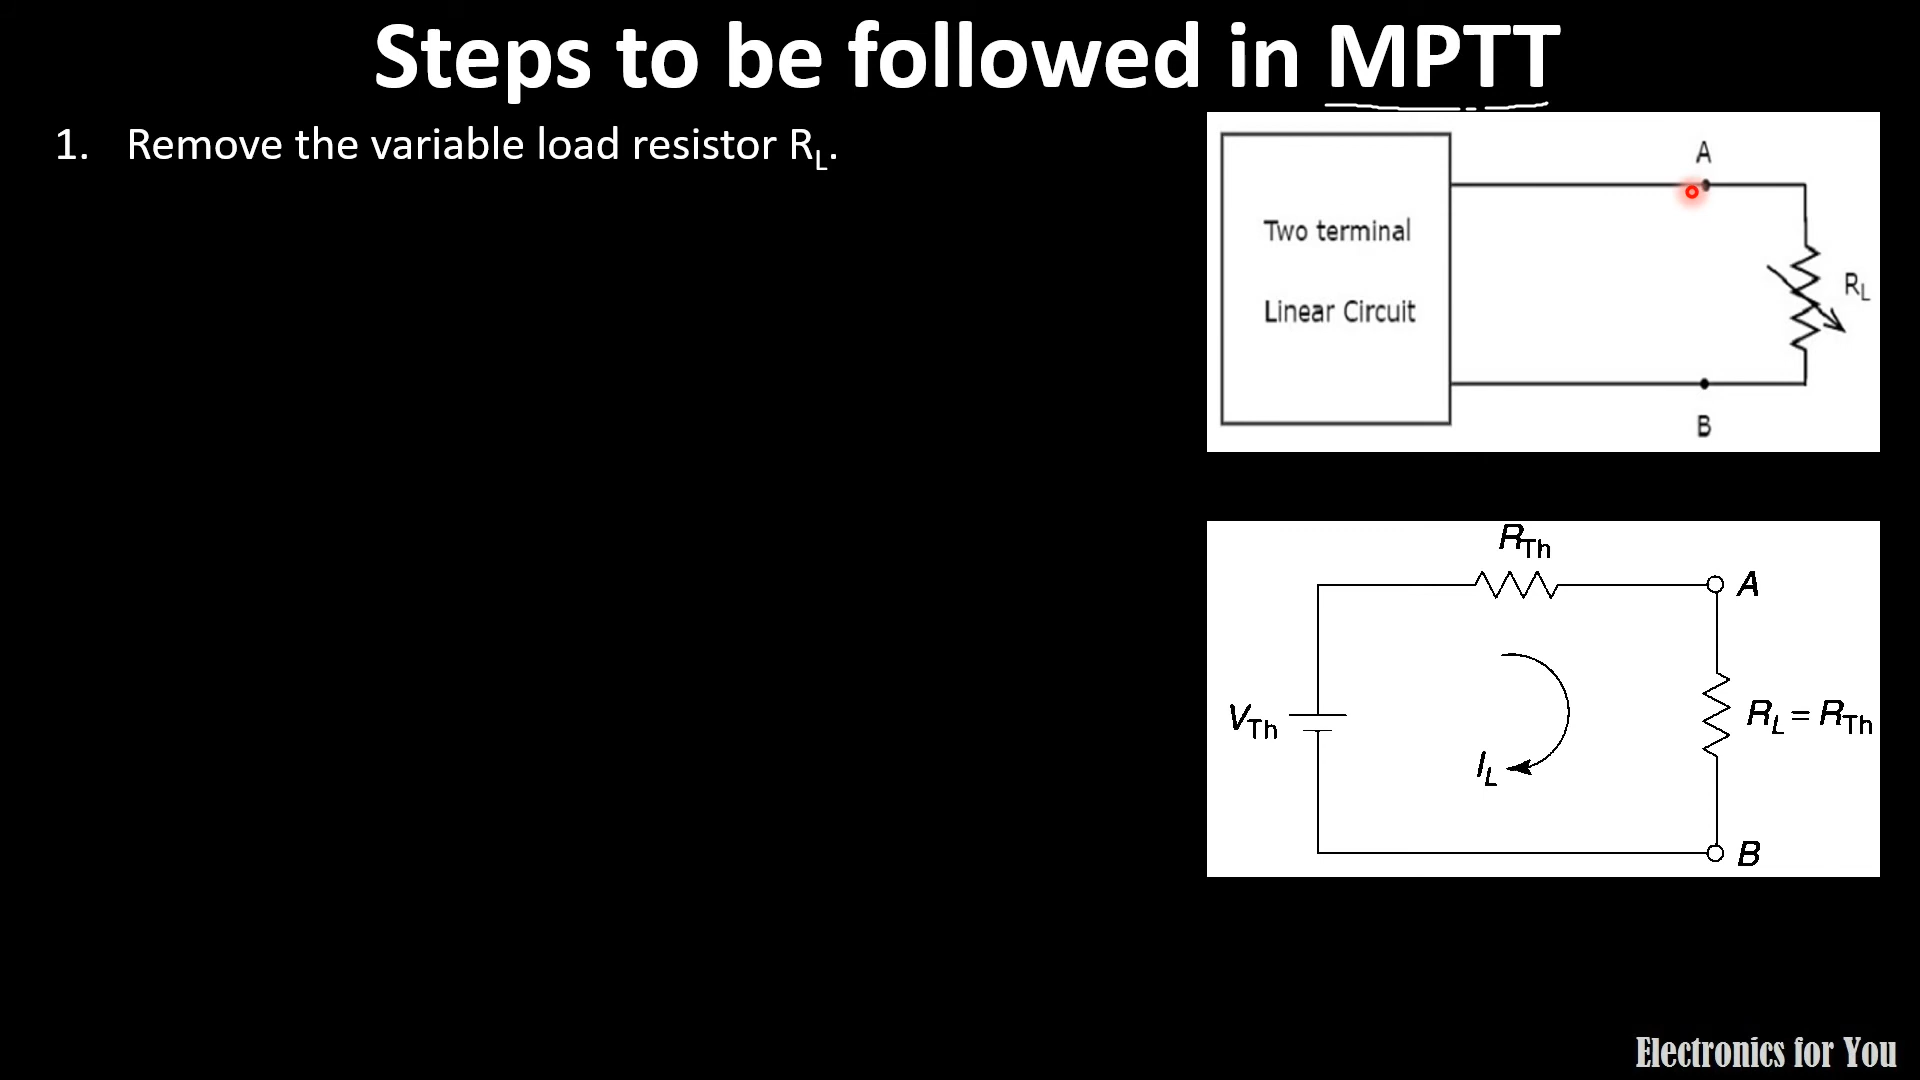 Steps to be followed in MPTT
1. Remove the variable load resistor RL.
A
Two terminal
Linear Circuit
RL
B
RTh
A
VTh
IL
RL = RTh
B
Electronics for You